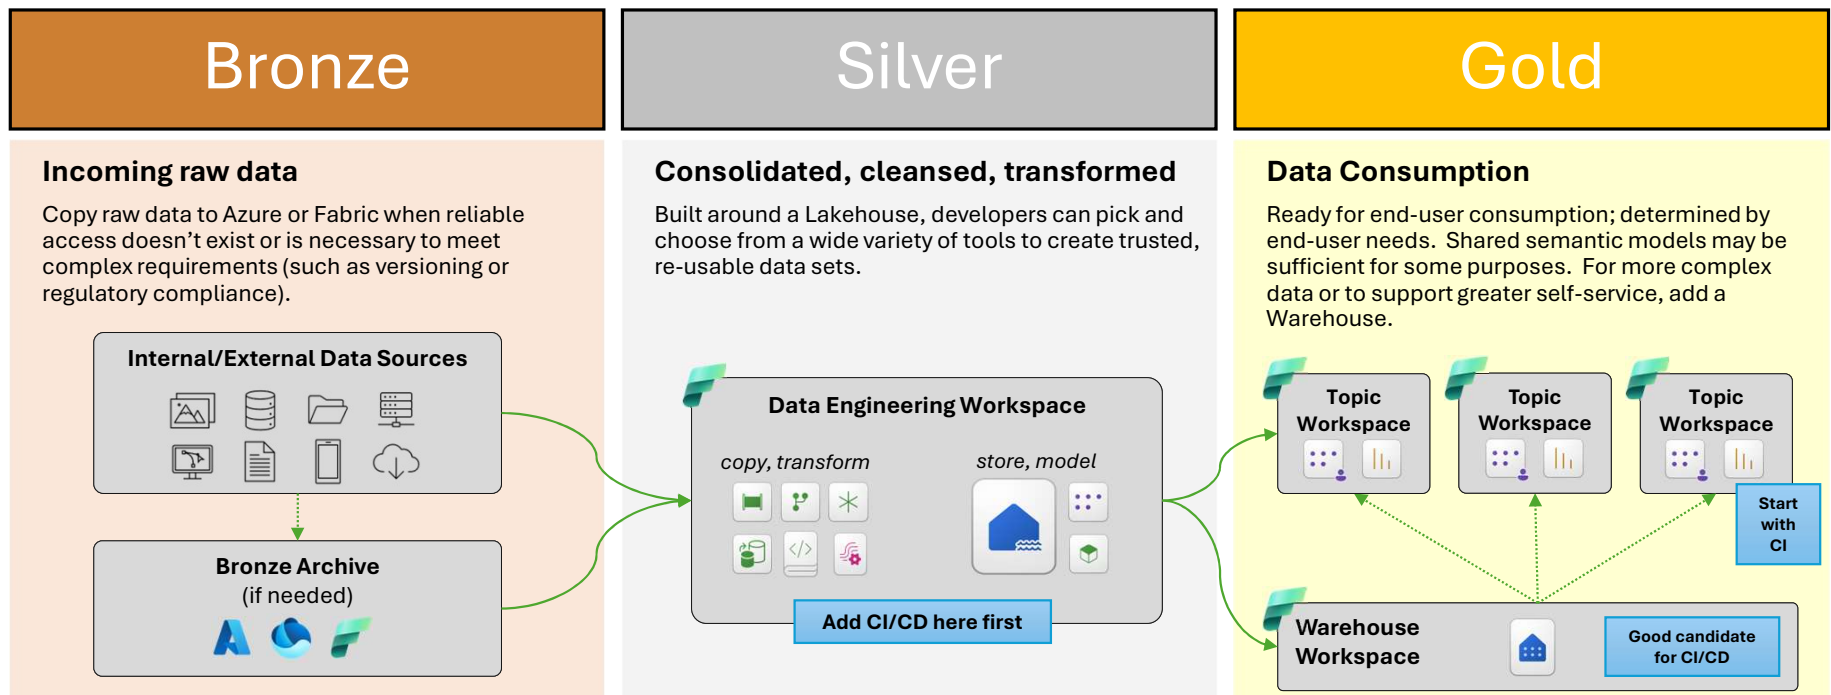 Bronze
Silver
Gold
Incoming raw data
Copy raw data to Azure or Fabric when reliable
access doesn't exist or is necessary to meet
complex requirements (such as versioning or
regulatory compliance).
Internal/External Data Sources
Bronze Archive
(if needed)
Consolidated, cleansed, transformed
Built around a Lakehouse, developers can pick and
choose from a wide variety of tools to create trusted,
re-usable data sets.
Data Engineering Workspace
copy, transform
store, model
Add CI/CD here first
Data Consumption
Ready for end-user consumption; determined by
end-user needs.  Shared semantic models may be
sufficient for some purposes.  For more complex
data or to support greater self-service, add a
Warehouse.
Topic
Workspace
Topic
Workspace
Topic
Workspace
Start
with
CI
Warehouse
Workspace
Good candidate
for CI/CD